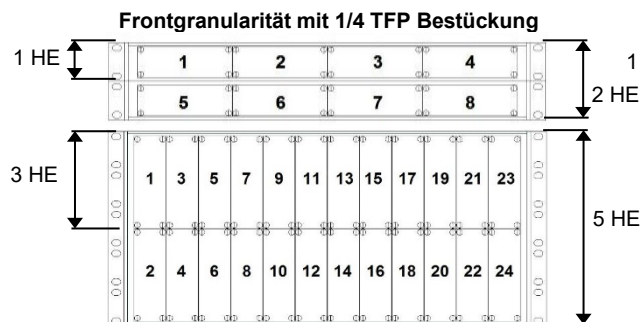 Frontgranularität mit 1/4 TFP Bestückung
1 HE
1 2 3 4
1
2 HE
5 6 7 8
3 HE
1 3 5 7 9 11 13 15 17 19 21 23
5 HE
2 4 6 8 10 12 14 16 18 20 22 24